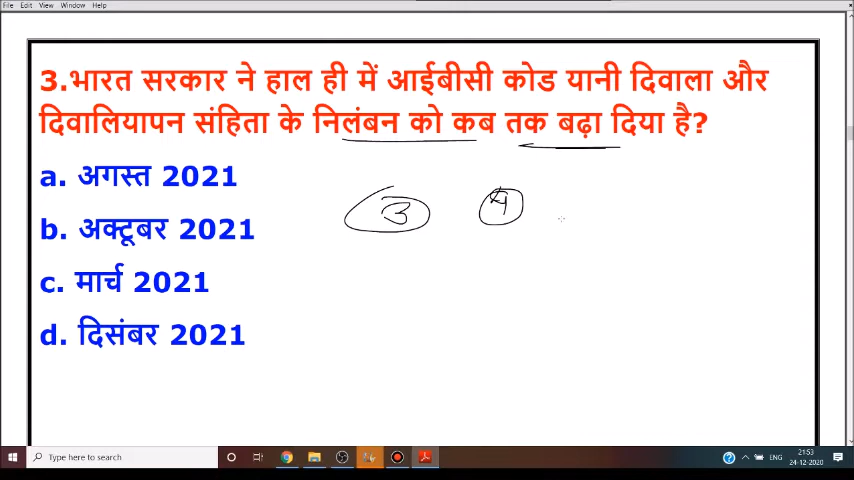 File Edit View Window Help
3.भारत सरकार ने हाल ही में आईबीसी कोड यानी दिवाला और
दिवालियापन संहिता के निलंबन को कब तक बढ़ा दिया है?
a. अगस्त 2021
3 4
b. अक्टूबर 2021
c. मार्च 2021
d. दिसंबर 2021
Type here to search
ENG
21:53
24-12-2020